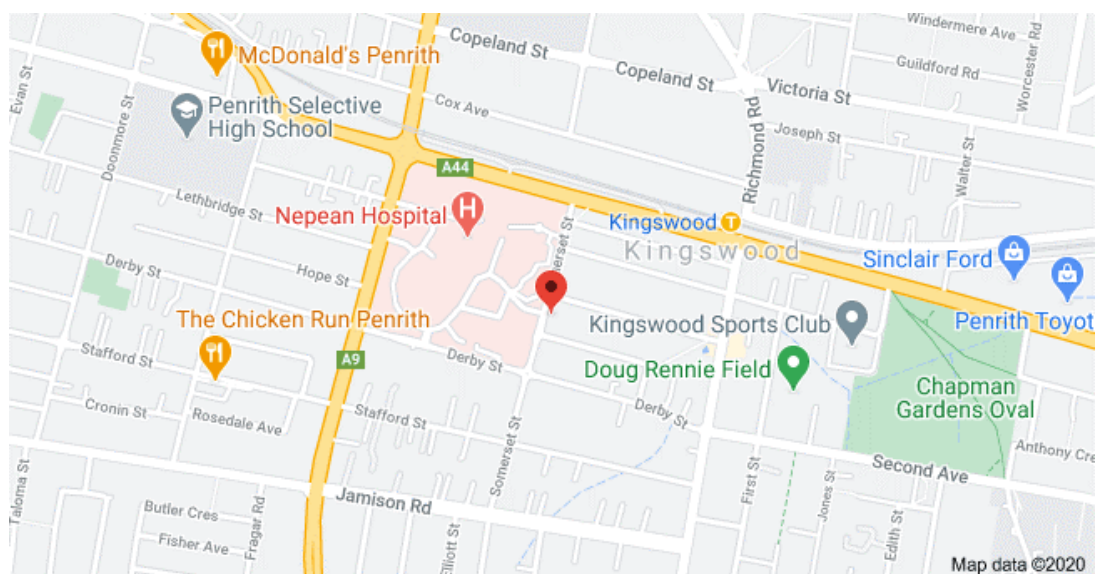 Windermere Ave
Copeland St
McDonald's Penrith
Guildford Rd
Worcester Rd
Evan St
Copeland St
Victoria St
Doonmore St
Penrith Selective
High School
Cox Ave
Richmond Rd
Joseph St
Walter St
A44
Lethbridge St
Nepean Hospital
H
Kingswood
T
Kingswood
Sinclair Ford
Derby St
Hope St
The Chicken Run Penrith
Kingswood Sports Club
Penrith Toyot
A9
Derby St
Doug Rennie Field
Stafford St
Chapman
Gardens Oval
Cronin St
Rosedale Ave
Stafford St
Somerset St
Derby St
Anthony Cre
Second Ave
Taloma St
Jamison Rd
First St
Jones St
Butler Cres
Fragar Rd
Fisher Ave
Elliott St
Edith St
Map data ©2020